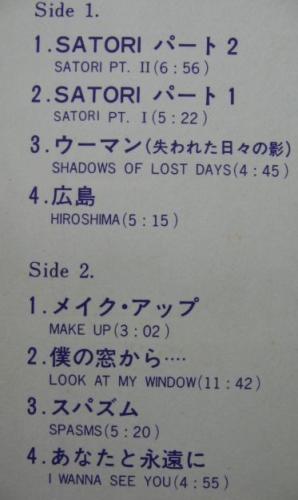 Side 1.
1.SATORI パート2
SATORI PT. II(6:56)
2.SATORI パート1
SATORI PT. I(5:22)
3.ウーマン(失われた日々の影)
SHADOWS OF LOST DAYS(4:45)
4.広島
HIROSHIMA(5:15)
Side 2.
1.メイク・アップ
MAKE UP(3:02)
2.僕の窓から‥‥
LOOK AT MY WINDOW(11:42)
3.スパズム
SPASMS(5:20)
4.あなたと永遠に
I WANNA SEE YOU(4:55)